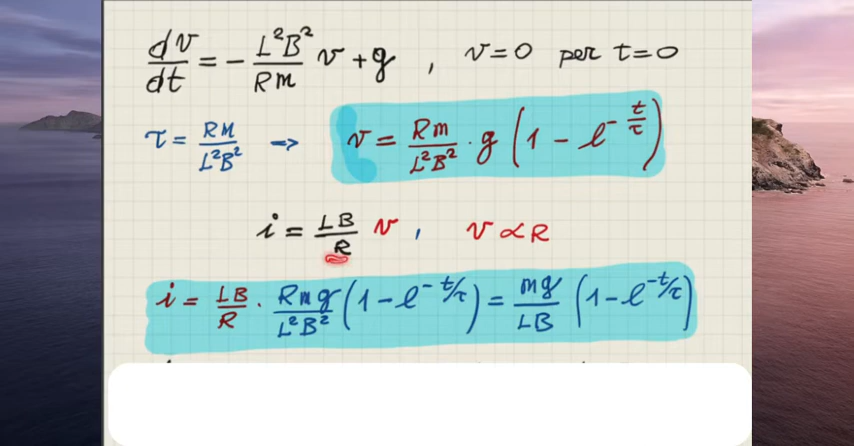 dv/dt = - L²B²/Rm v + g , v=0 per t=0
τ = RM/L²B² => v = Rm/L²B² · g (1 - e^(-t/τ))
i = LB/R v , v ∝ R
i = LB/R · Rmg/L²B² (1 - e^(-t/τ)) = mg/LB (1 - e^(-t/τ))